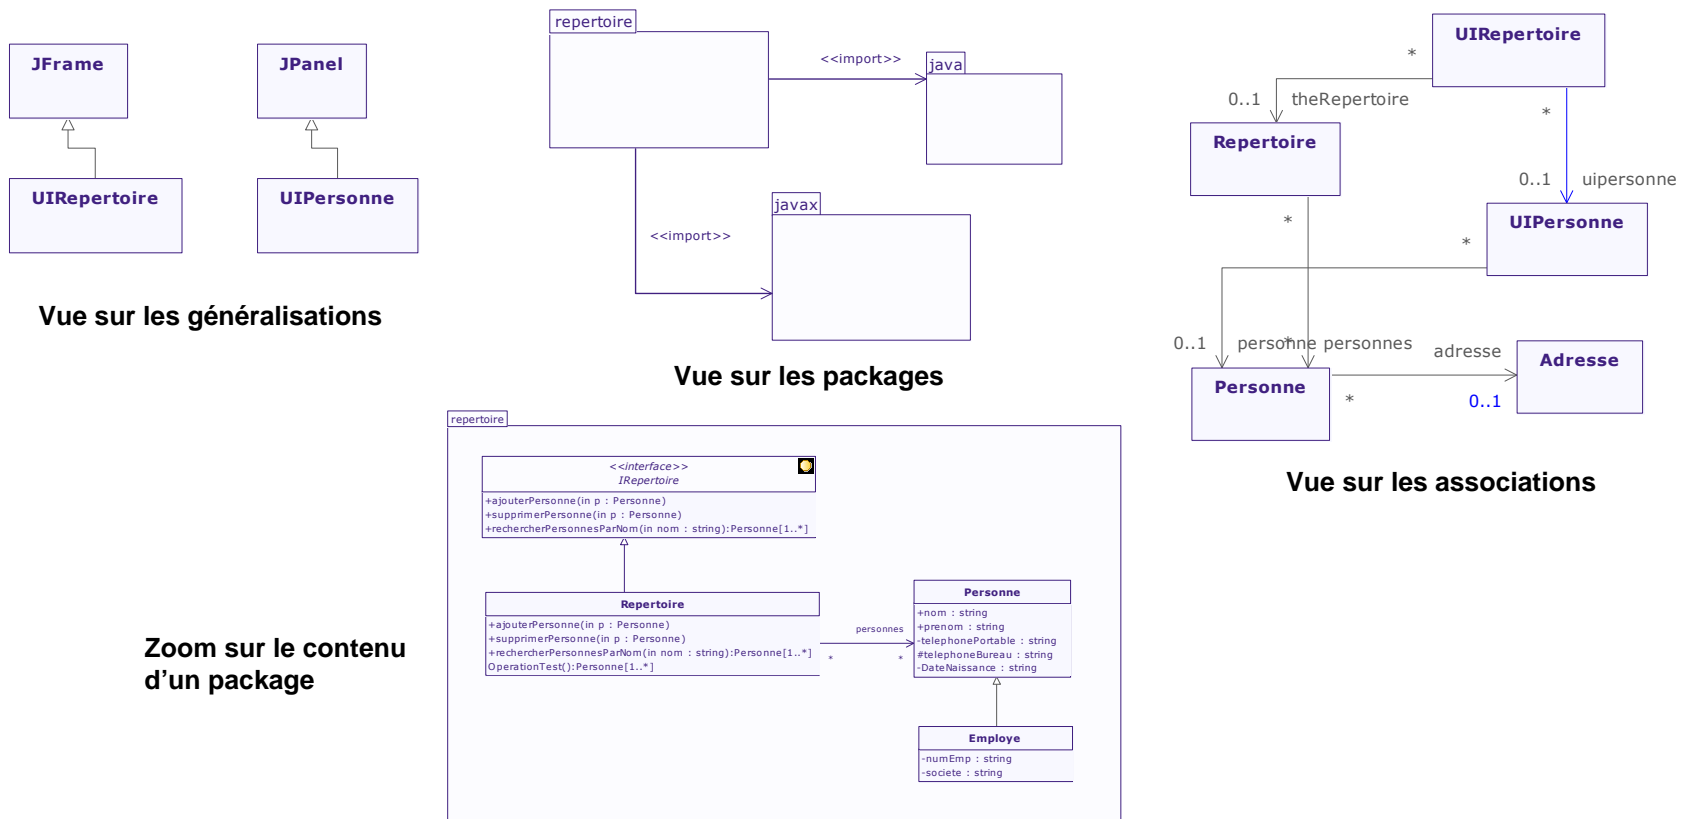 JFrame
JPanel
UIRepertoire
UIPersonne
Vue sur les généralisations
repertoire
<<import>>
java
<<import>>
javax
Vue sur les packages
UIRepertoire
*
0..1 theRepertoire
*
Repertoire
0..1 uipersonne
*
UIPersonne
*
0..1 personne * personnes
adresse
Adresse
Personne
*
0..1
Vue sur les associations
Zoom sur le contenu
d'un package
repertoire
<<interface>>
IRepertoire
+ajouterPersonne(in p : Personne)
+supprimerPersonne(in p : Personne)
+rechercherPersonnesParNom(in nom : string):Personne[1..*]
Repertoire
+ajouterPersonne(in p : Personne)
+supprimerPersonne(in p : Personne)
+rechercherPersonnesParNom(in nom : string):Personne[1..*]
OperationTest():Personne[1..*]
personnes
* *
Personne
+nom : string
+prenom : string
-telephonePortable : string
#telephoneBureau : string
-DateNaissance : string
Employe
-numEmp : string
-societe : string